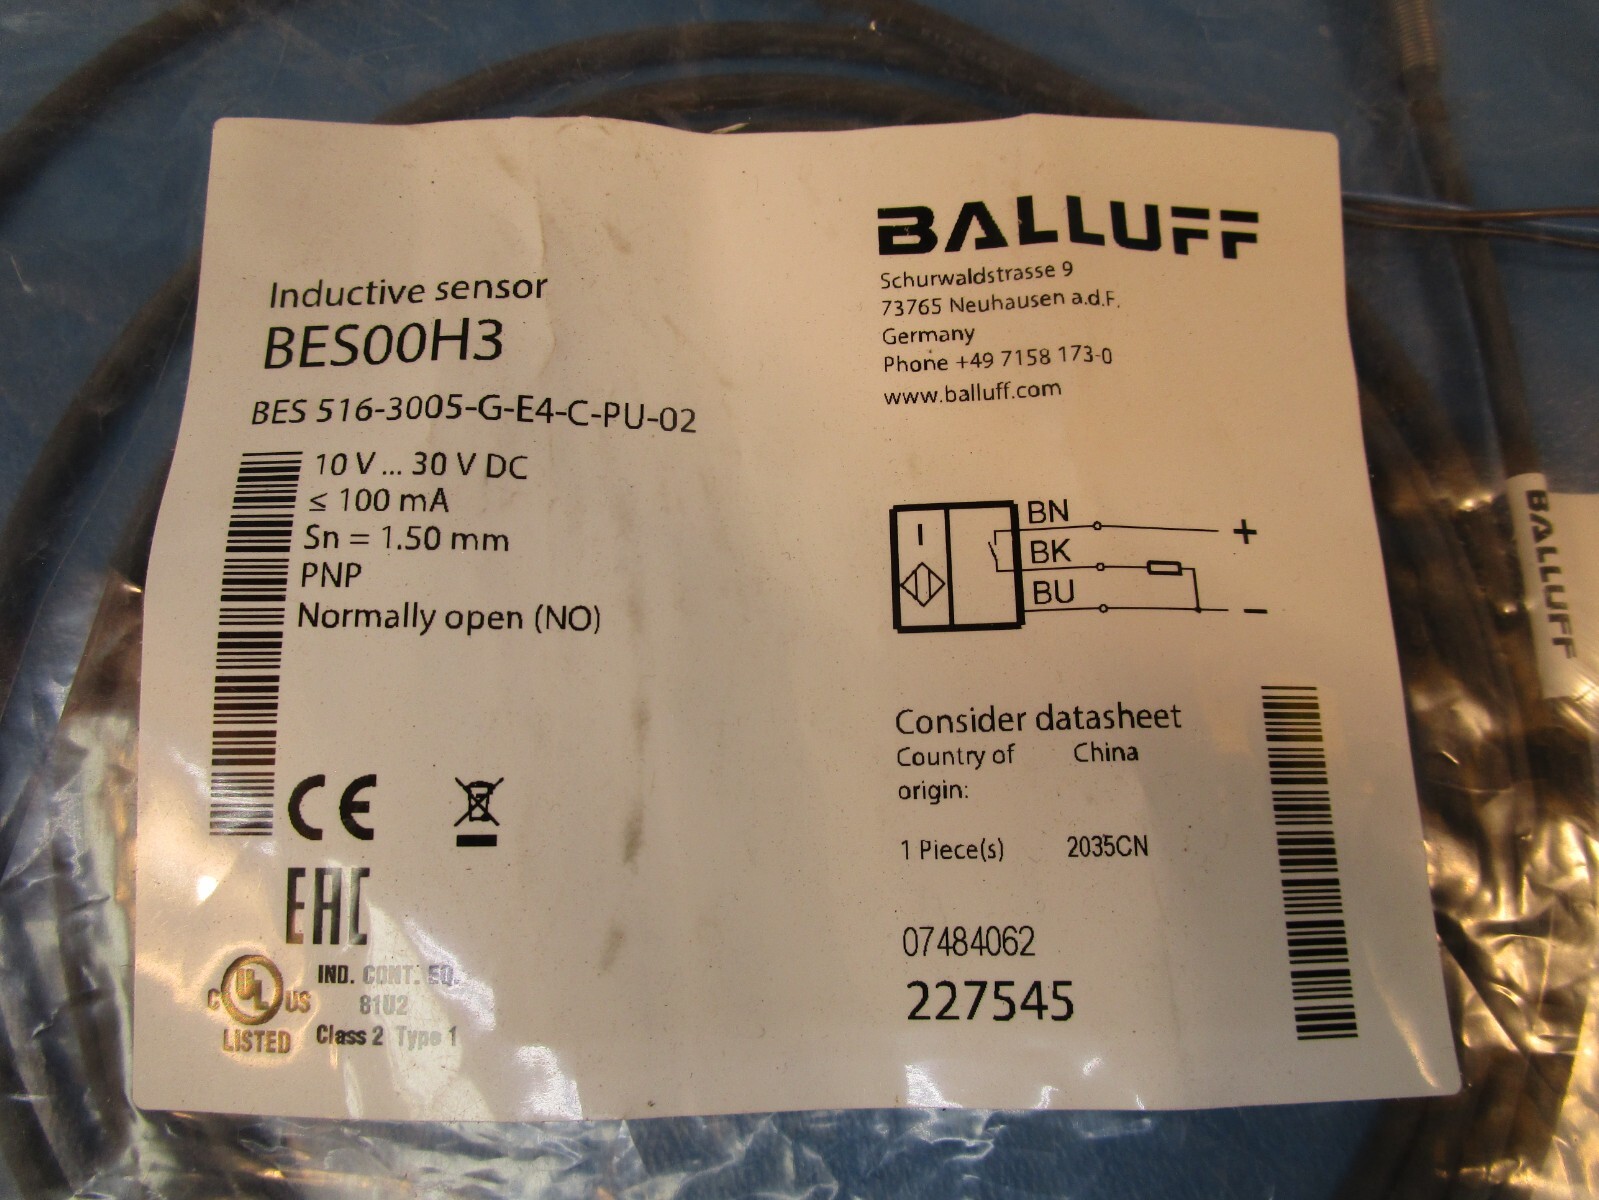 Inductive sensor
BES00H3
BES 516-3005-G-E4-C-PU-02
10 V ... 30 V DC
≤ 100 mA
Sn = 1.50 mm
PNP
Normally open (NO)
CE
EAC
C UL US
LISTED
IND. CONT. EQ.
81U2
Class 2 Type 1
BALLUFF
Schurwaldstrasse 9
73765 Neuhausen a.d.F.
Germany
Phone +49 7158 173-0
www.balluff.com
BN +
BK
BU −
Consider datasheet
Country of China
origin:
1 Piece(s) 2035CN
07484062
227545
BALLUFF